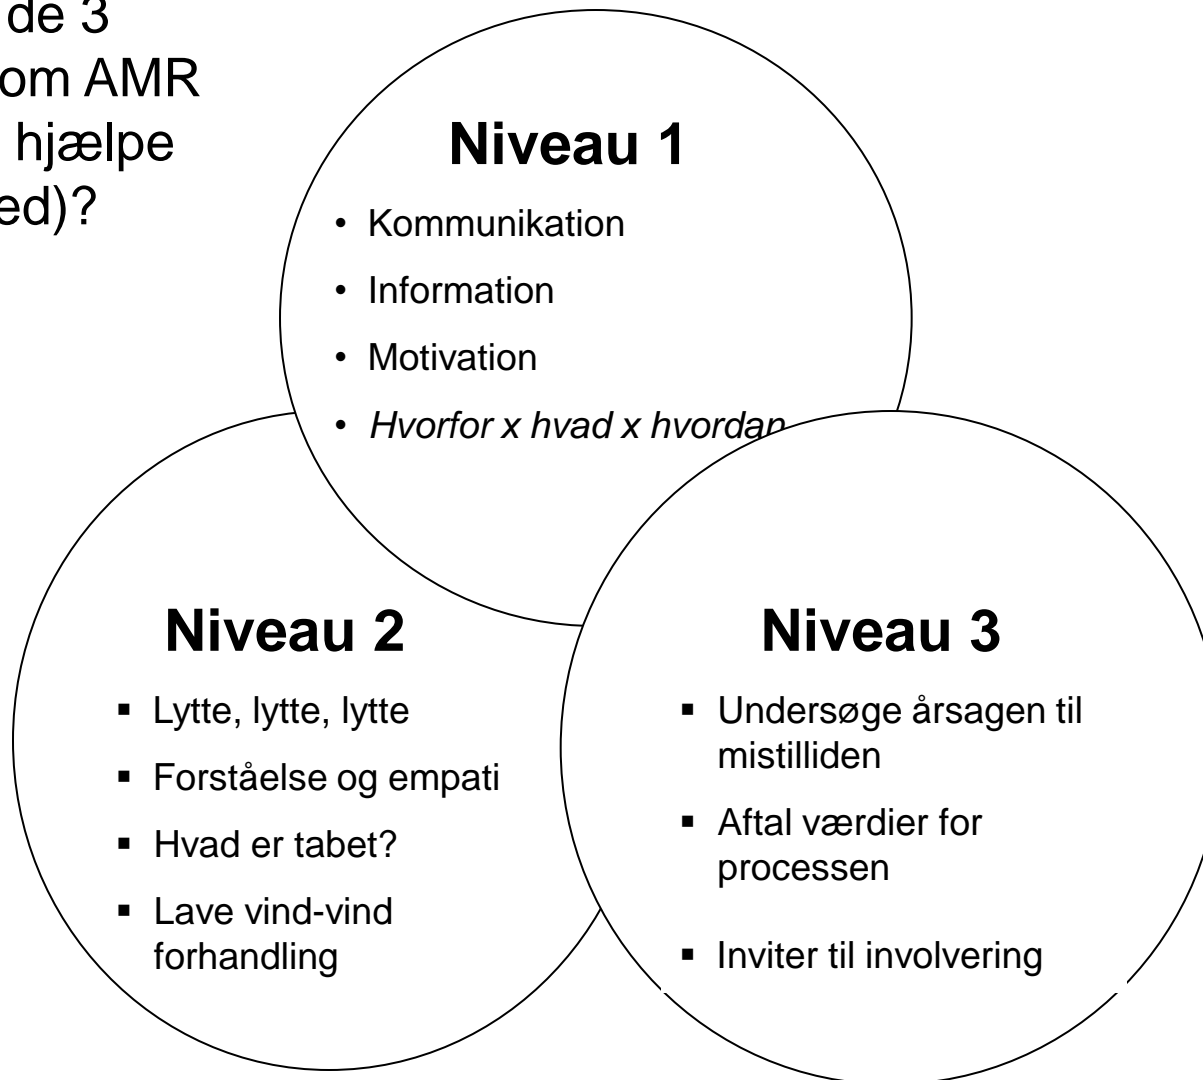 de 3
om AMR
hjælpe
ed)?
Niveau 1
• Kommunikation
• Information
• Motivation
• Hvorfor x hvad x hvordan
Niveau 2
▪ Lytte, lytte, lytte
▪ Forståelse og empati
▪ Hvad er tabet?
▪ Lave vind-vind
forhandling
Niveau 3
▪ Undersøge årsagen til
mistilliden
▪ Aftal værdier for
processen
▪ Inviter til involvering